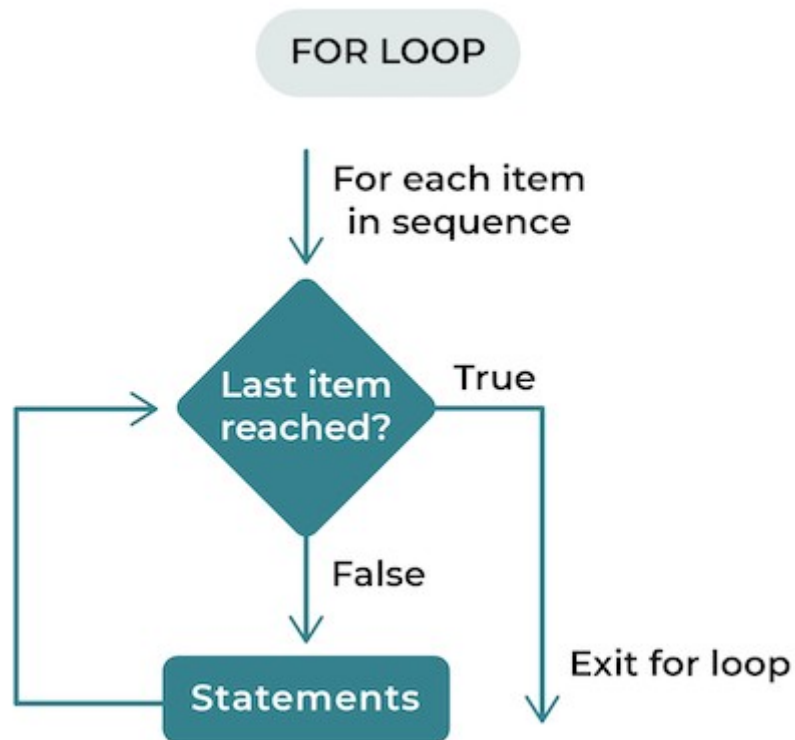 FOR LOOP
For each item
in sequence
Last item
reached?
True
False
Statements
Exit for loop